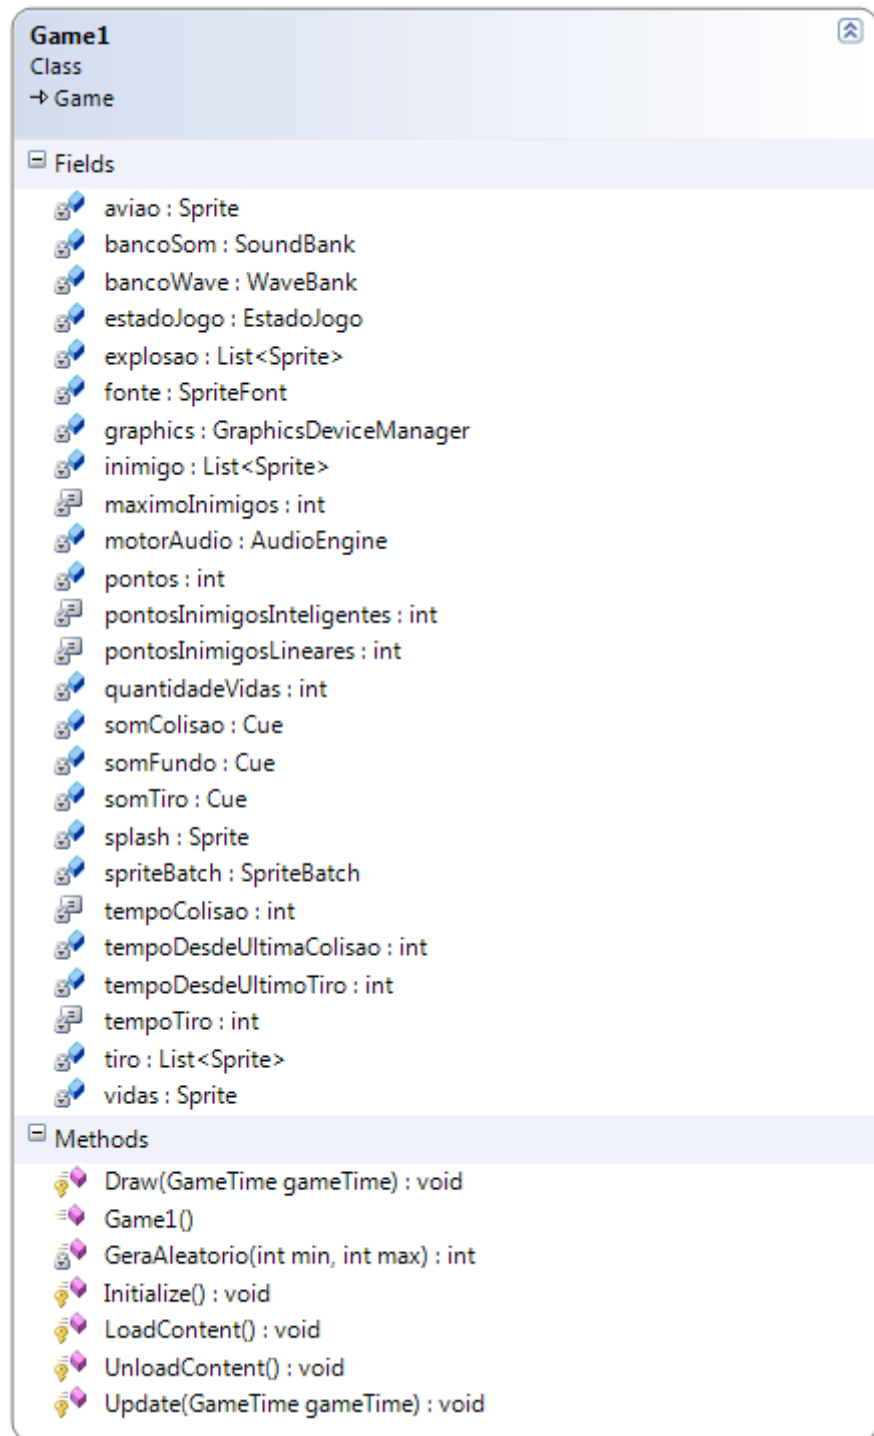 Game1
Class
Game
Fields
aviao : Sprite
bancoSom : SoundBank
bancoWave : WaveBank
estadoJogo : EstadoJogo
explosao : List<Sprite>
fonte : SpriteFont
graphics : GraphicsDeviceManager
inimigo : List<Sprite>
maximoInimigos : int
motorAudio : AudioEngine
pontos : int
pontosInimigosInteligentes : int
pontosInimigosLineares : int
quantidadeVidas : int
somColisao : Cue
somFundo : Cue
somTiro : Cue
splash : Sprite
spriteBatch : SpriteBatch
tempoColisao : int
tempoDesdeUltimaColisao : int
tempoDesdeUltimoTiro : int
tempoTiro : int
tiro : List<Sprite>
vidas : Sprite
Methods
Draw(GameTime gameTime) : void
Game1()
GeraAleatorio(int min, int max) : int
Initialize() : void
LoadContent() : void
UnloadContent() : void
Update(GameTime gameTime) : void